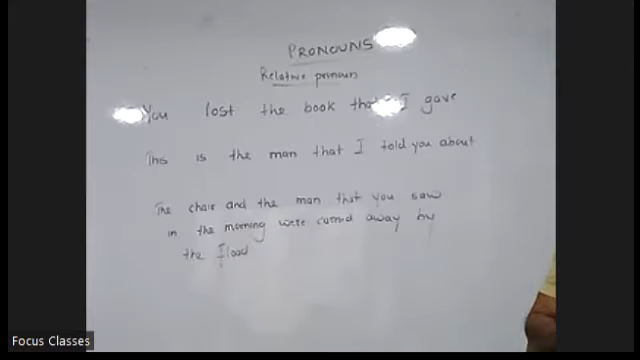 PRONOUNS
Relative pronoun
You lost the book that I gave
This is the man that I told you about
The chair and the man that you saw
in the morning were carried away by
the flood
Focus Classes